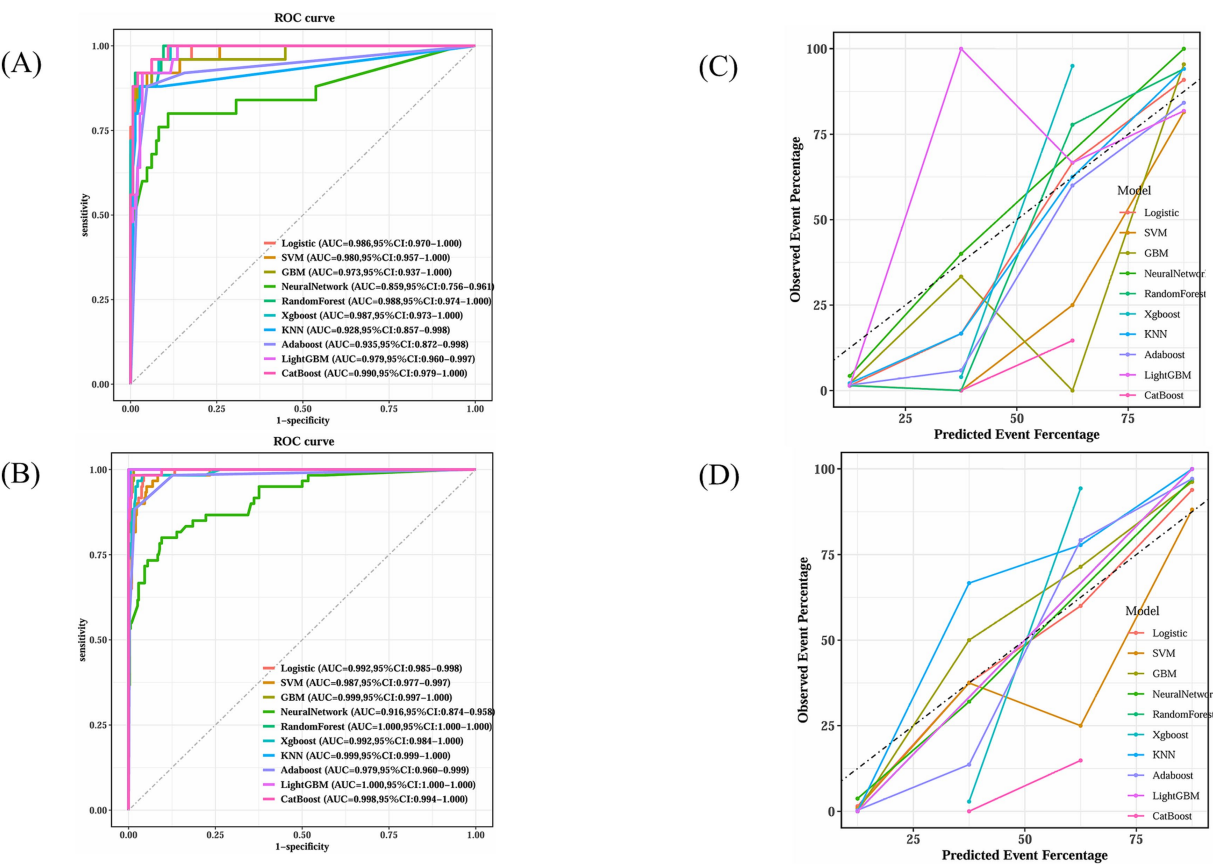 (A)
ROC curve
1.00
0.75
0.50
0.25
0.00
sensitivity
Logistic (AUC=0.986,95%CI:0.970−1.000)
SVM (AUC=0.980,95%CI:0.957−1.000)
GBM (AUC=0.973,95%CI:0.937−1.000)
NeuralNetwork (AUC=0.859,95%CI:0.756−0.961)
RandomForest (AUC=0.988,95%CI:0.974−1.000)
Xgboost (AUC=0.987,95%CI:0.973−1.000)
KNN (AUC=0.928,95%CI:0.857−0.998)
Adaboost (AUC=0.935,95%CI:0.872−0.998)
LightGBM (AUC=0.979,95%CI:0.960−0.997)
CatBoost (AUC=0.990,95%CI:0.979−1.000)
0.00 0.25 0.50 0.75 1.00
1−specificity
(B)
ROC curve
1.00
0.75
0.50
0.25
0.00
sensitivity
Logistic (AUC=0.992,95%CI:0.985−0.998)
SVM (AUC=0.987,95%CI:0.977−0.997)
GBM (AUC=0.999,95%CI:0.997−1.000)
NeuralNetwork (AUC=0.916,95%CI:0.874−0.958)
RandomForest (AUC=1.000,95%CI:1.000−1.000)
Xgboost (AUC=0.992,95%CI:0.984−1.000)
KNN (AUC=0.999,95%CI:0.999−1.000)
Adaboost (AUC=0.979,95%CI:0.960−0.999)
LightGBM (AUC=1.000,95%CI:1.000−1.000)
CatBoost (AUC=0.998,95%CI:0.994−1.000)
0.00 0.25 0.50 0.75 1.00
1−specificity
(C)
100
75
50
25
0
Observed Event Percentage
Model
Logistic
SVM
GBM
NeuralNetwor
RandomForest
Xgboost
KNN
Adaboost
LightGBM
CatBoost
25 50 75
Predicted Event Fercentage
(D)
100
75
50
25
0
Observed Event Percentage
Model
Logistic
SVM
GBM
NeuralNetwor
RandomForest
Xgboost
KNN
Adaboost
LightGBM
CatBoost
25 50 75
Predicted Event Fercentage